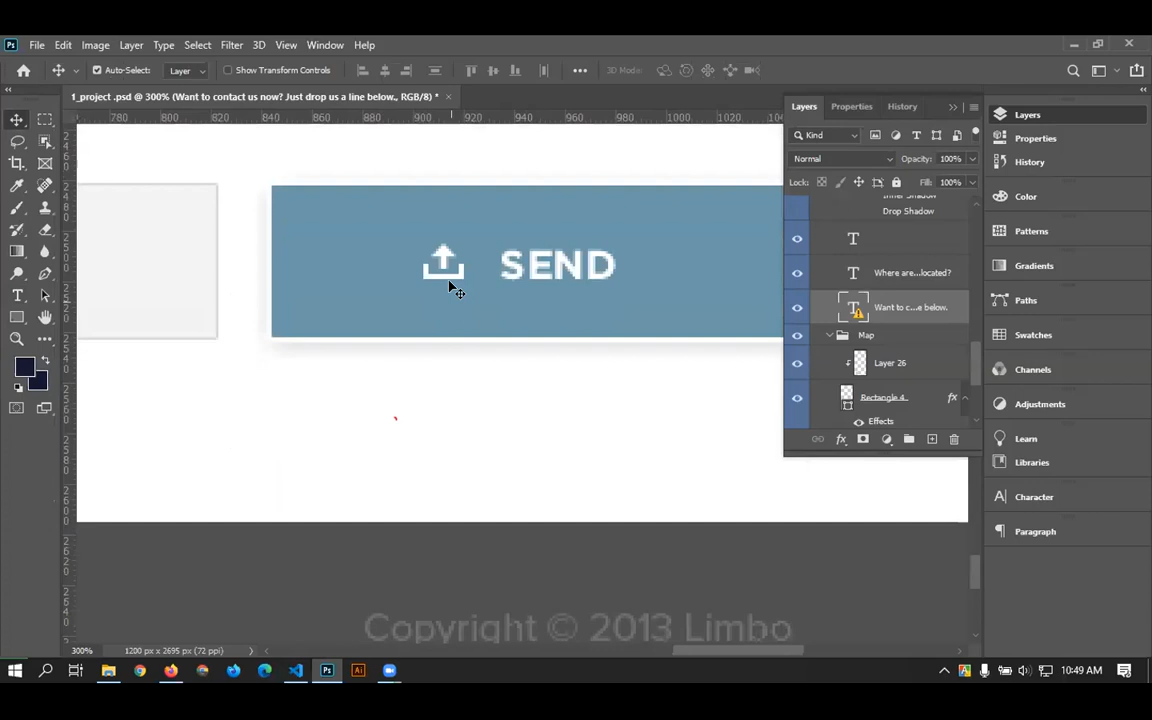 Ps File Edit Image Layer Type Select Filter 3D View Window Help
Auto-Select: Layer Show Transform Controls 3D Mode:
1_project .psd @ 300% (Want to contact us now? Just drop us a line below., RGB/8) *
780 800 820 840 860 880 900 920 940 960 980 1000 1020
Layers Properties History
Kind
Normal Opacity: 100%
Lock: Fill: 100%
Drop Shadow
T
T Where are...located?
T Want to c...e below.
Map
Layer 26
Rectangle 4 fx
Effects
SEND
Layers
Properties
History
Color
Patterns
Gradients
Paths
Swatches
Channels
Adjustments
Learn
Libraries
Character
Paragraph
Copyright © 2013 Limbo
300% 1200 px x 2695 px (72 ppi)
Ps Ai 10:49 AM